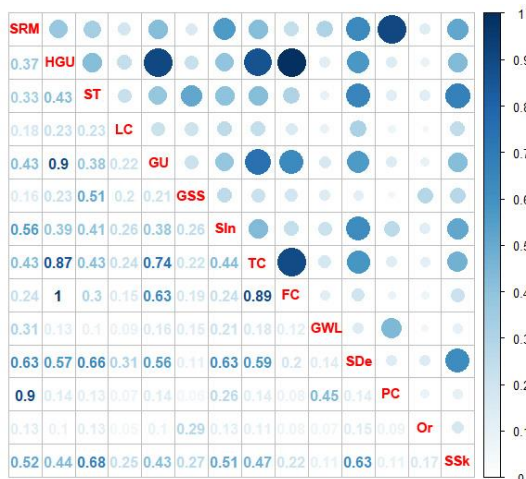 SRM 1
0.37 HGU 0.9
0.33 0.43 ST 0.8
0.18 0.23 0.23 LC 0.7
0.43 0.9 0.38 0.22 GU
0.16 0.23 0.51 0.2 0.21 GSS 0.6
0.56 0.39 0.41 0.26 0.38 0.26 SIn
0.43 0.87 0.43 0.24 0.74 0.22 0.44 TC 0.5
0.24 1 0.3 0.15 0.63 0.19 0.24 0.89 FC 0.4
0.31 0.13 0.1 0.09 0.16 0.15 0.21 0.18 0.12 GWL 0.3
0.63 0.57 0.66 0.31 0.56 0.11 0.63 0.59 0.2 0.14 SDe
0.9 0.14 0.13 0.07 0.14 0.08 0.26 0.14 0.08 0.45 0.14 PC 0.2
0.13 0.1 0.13 0.29 0.13 0.11 0.08 0.07 0.15 0.09 Or 0.1
0.52 0.44 0.68 0.25 0.43 0.27 0.51 0.47 0.22 0.11 0.63 0.11 0.17 SSk 0